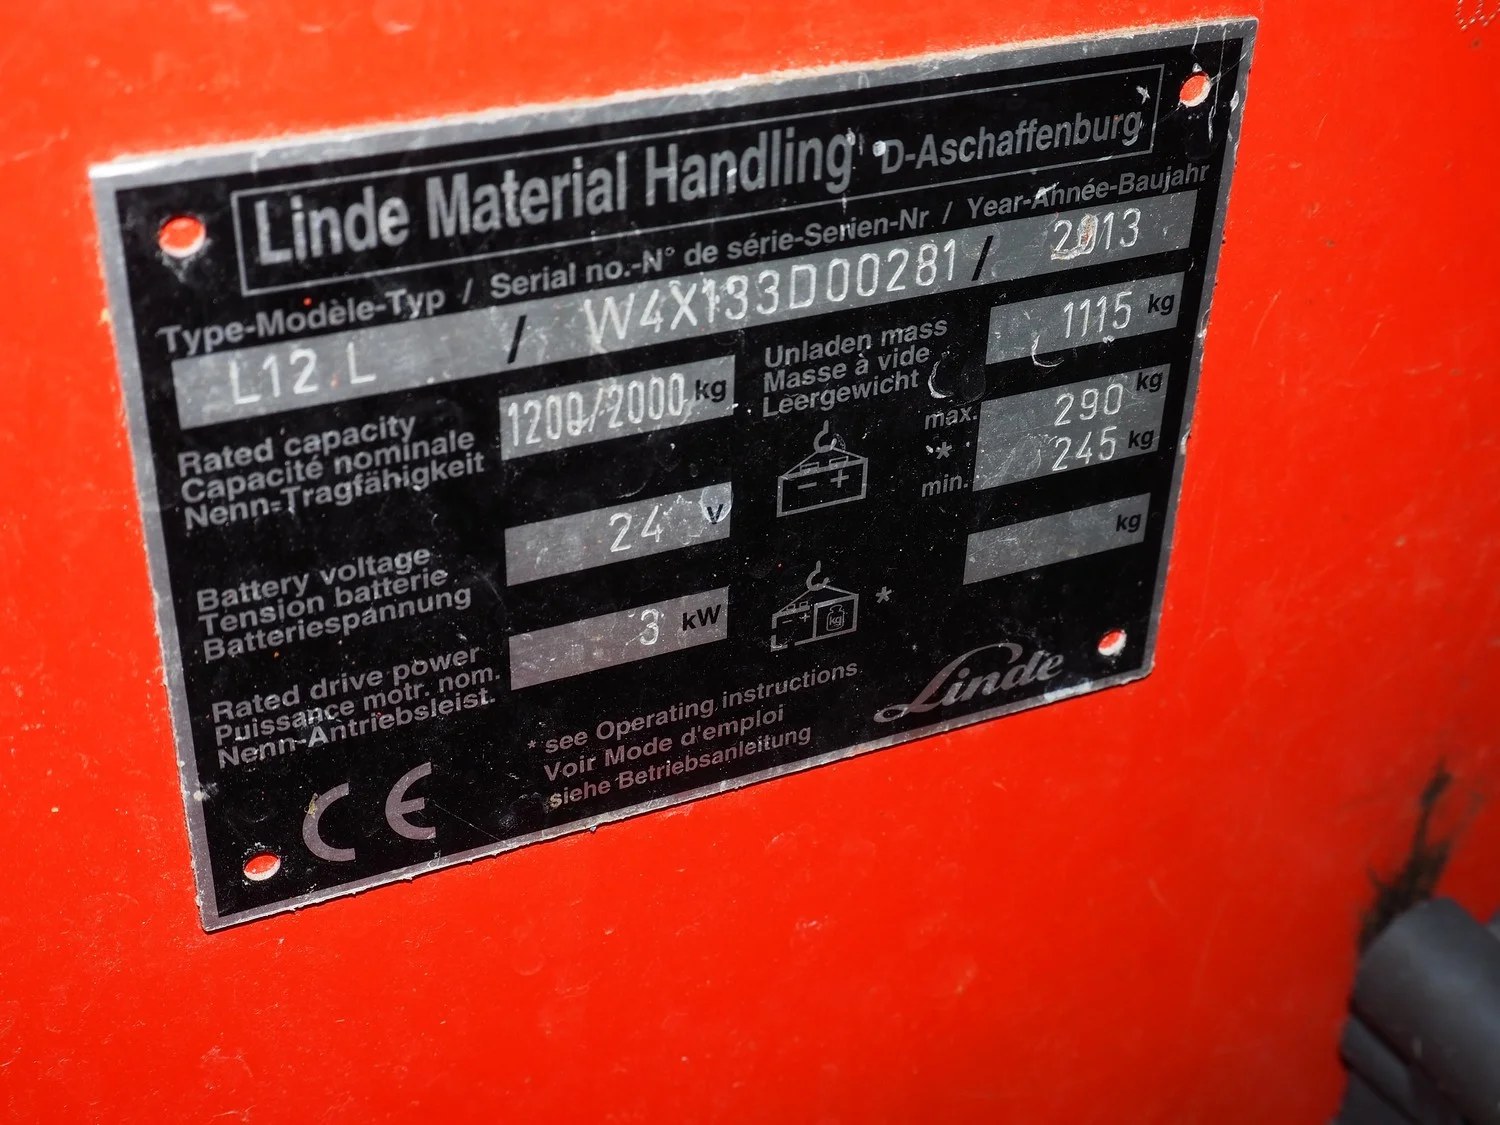 Linde Material Handling D-Aschaffenburg
Type-Modèle-Typ / Serial no.-N° de série-Serien-Nr / Year-Année-Baujahr
L12 L / W4X133D00281 / 2013
Rated capacity
Capacité nominale
Nenn-Tragfähigkeit
1200/2000 kg
Battery voltage
Tension batterie
Batteriespannung
24 V
Rated drive power
Puissance motr. nom.
Nenn-Antriebsleist.
3 kW
CE
Unladen mass
Masse à vide
Leergewicht
1115 kg
- +
max. 290 kg
*
min. 245 kg
- + kg *
kg
* see Operating instructions
Voir Mode d'emploi
siehe Betriebsanleitung
Linde